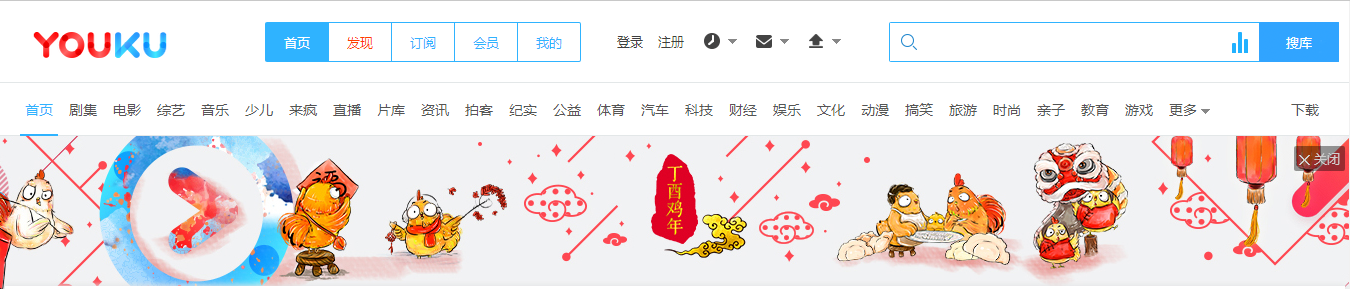 YOUKU 首页 发现 订阅 会员 我的 登录 注册 搜库
首页 剧集 电影 综艺 音乐 少儿 来疯 直播 片库 资讯 拍客 纪实 公益 体育 汽车 科技 财经 娱乐 文化 动漫 搞笑 旅游 时尚 亲子 教育 游戏 更多 下载
福
丁酉鸡年
关闭